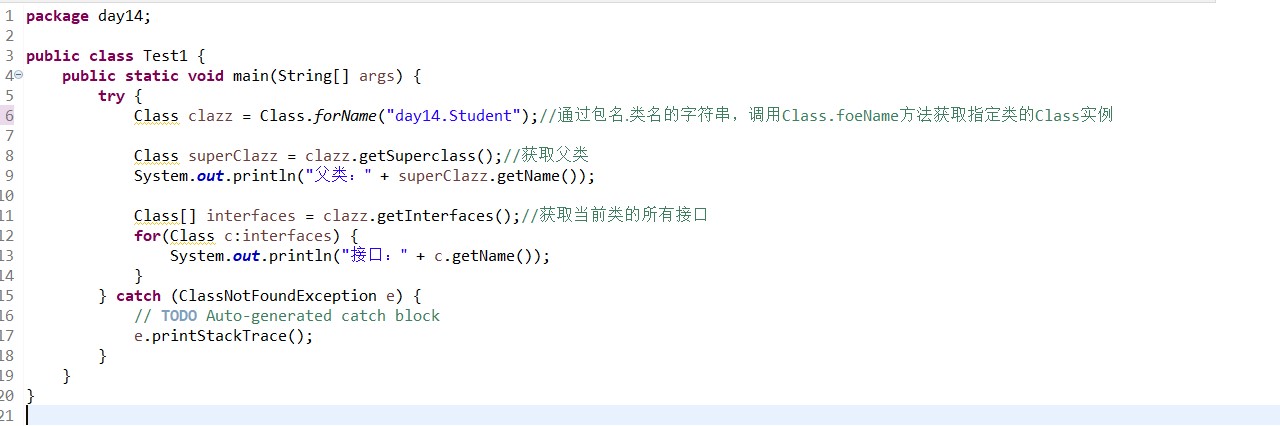 1 package day14;
2
3 public class Test1 {
4 public static void main(String[] args) {
5 try {
6 Class clazz = Class.forName("day14.Student");//通过包名.类名的字符串，调用Class.foeName方法获取指定类的Class实例
7
8 Class superClazz = clazz.getSuperclass();//获取父类
9 System.out.println("父类：" + superClazz.getName());
10
11 Class[] interfaces = clazz.getInterfaces();//获取当前类的所有接口
12 for(Class c:interfaces) {
13 System.out.println("接口：" + c.getName());
14 }
15 } catch (ClassNotFoundException e) {
16 // TODO Auto-generated catch block
17 e.printStackTrace();
18 }
19 }
20 }
21